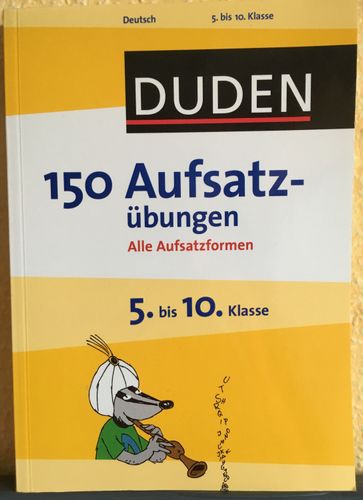 Deutsch 5. bis 10. Klasse
DUDEN
150 Aufsatz-
übungen
Alle Aufsatzformen
5. bis 10. Klasse